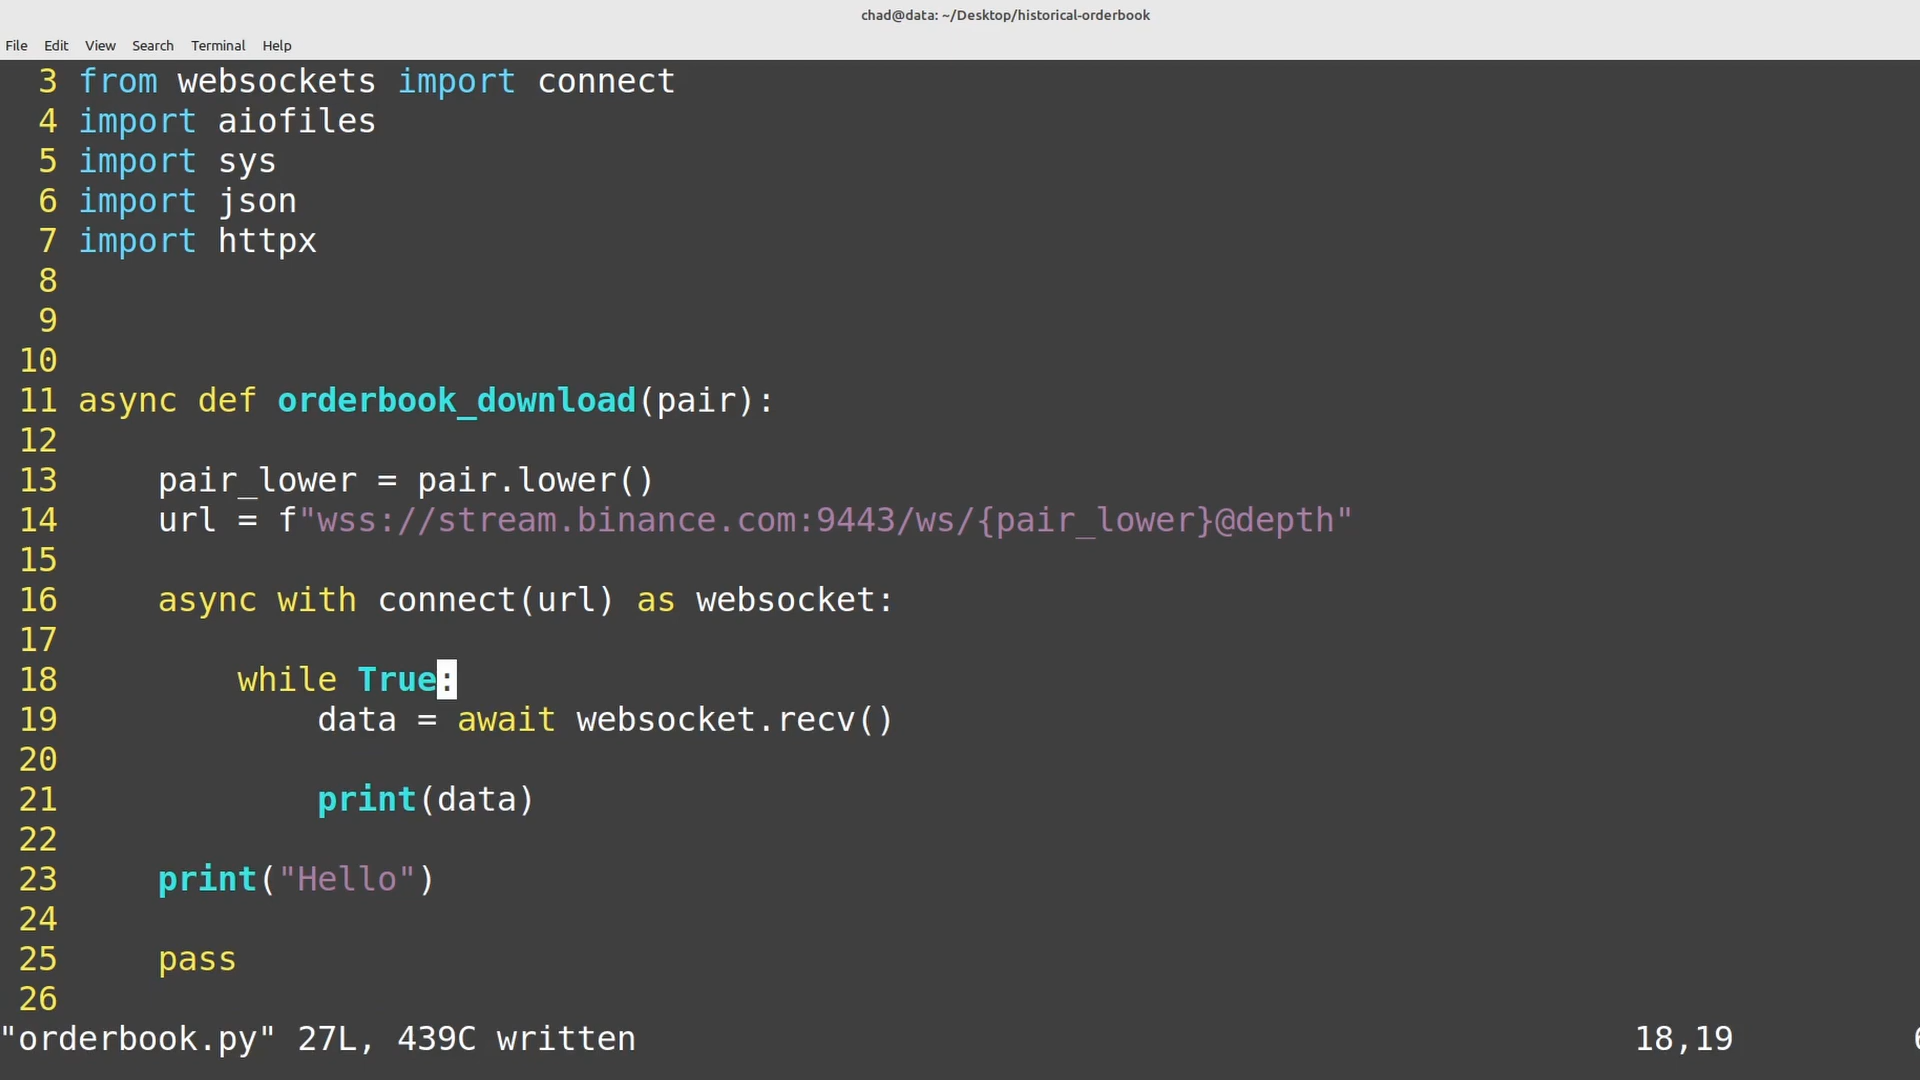 chad@data: ~/Desktop/historical-orderbook
File Edit View Search Terminal Help
3 from websockets import connect
4 import aiofiles
5 import sys
6 import json
7 import httpx
8
9
10
11 async def orderbook_download(pair):
12
13     pair_lower = pair.lower()
14     url = f"wss://stream.binance.com:9443/ws/{pair_lower}@depth"
15
16     async with connect(url) as websocket:
17
18         while True:
19             data = await websocket.recv()
20
21             print(data)
22
23     print("Hello")
24
25     pass
26
"orderbook.py" 27L, 439C written 18,19